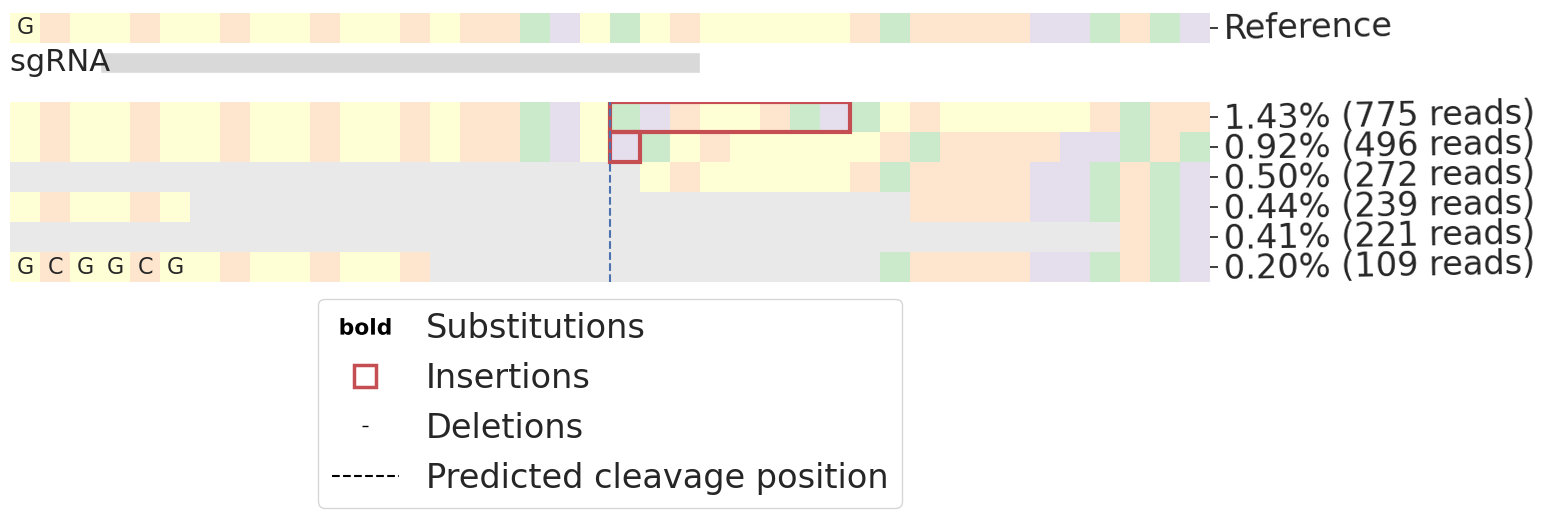 G
Reference
sgRNA
1.43% (775 reads)
0.92% (496 reads)
0.50% (272 reads)
0.44% (239 reads)
0.41% (221 reads)
G C G G C G
0.20% (109 reads)
bold Substitutions
Insertions
- Deletions
Predicted cleavage position